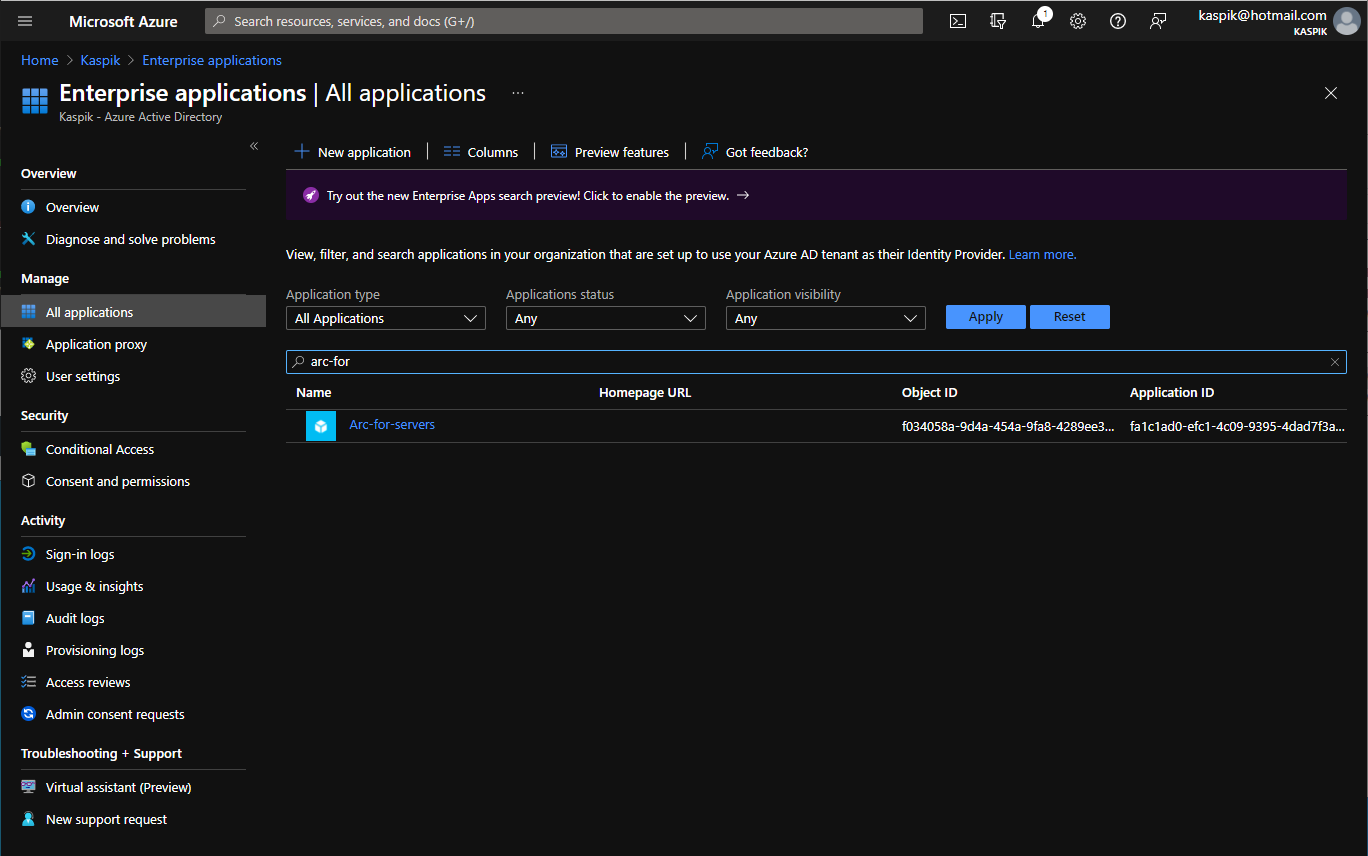 Microsoft Azure
Search resources, services, and docs (G+/)
1
kaspik@hotmail.com
KASPIK
Home > Kaspik > Enterprise applications
Enterprise applications | All applications ...
Kaspik - Azure Active Directory
Overview
Overview
Diagnose and solve problems
Manage
All applications
Application proxy
User settings
Security
Conditional Access
Consent and permissions
Activity
Sign-in logs
Usage & insights
Audit logs
Provisioning logs
Access reviews
Admin consent requests
Troubleshooting + Support
Virtual assistant (Preview)
New support request
New application | Columns | Preview features | Got feedback?
Try out the new Enterprise Apps search preview! Click to enable the preview. →
View, filter, and search applications in your organization that are set up to use your Azure AD tenant as their Identity Provider. Learn more.
Application type Applications status Application visibility
All Applications Any Any Apply Reset
arc-for
Name Homepage URL Object ID Application ID
Arc-for-servers f034058a-9d4a-454a-9fa8-4289ee3... fa1c1ad0-efc1-4c09-9395-4dad7f3a...